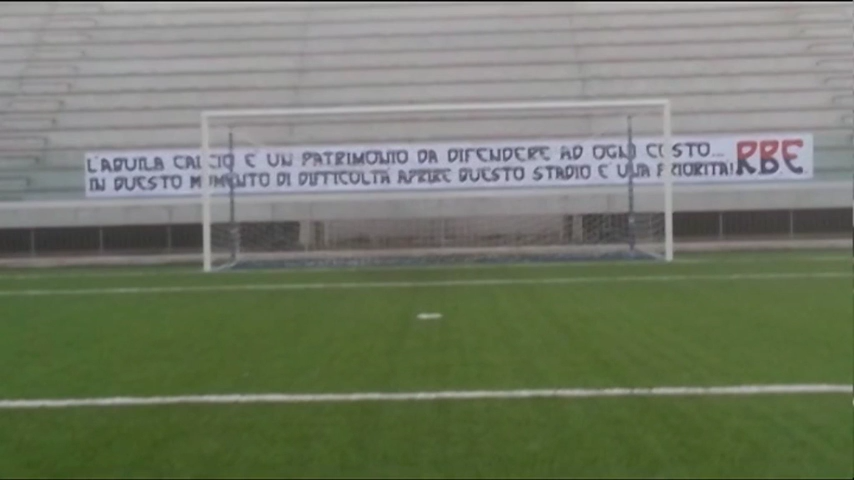 L'AQUILA CALCIO E' UN PATRIMONIO DA DIFENDERE AD OGNI COSTO...
IN QUESTO MOMENTO DI DIFFICOLTÀ APRIRE QUESTO STADIO E' UNA PRIORITÀ!
R.B.E.